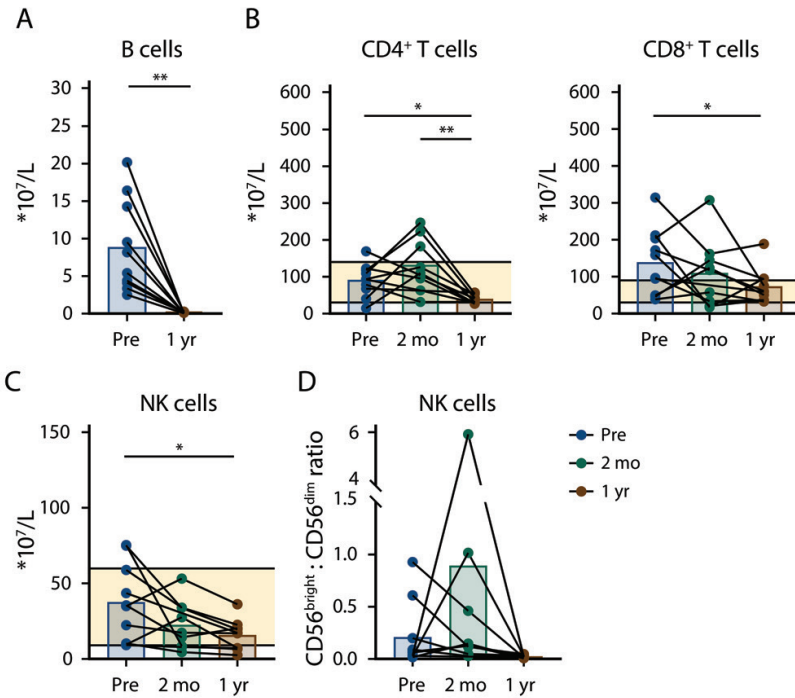 A
B cells
**
30
25
20
15
10
5
0
*10⁷/L
Pre 1 yr
B
CD4⁺ T cells
*
**
600
500
400
300
200
100
0
*10⁷/L
Pre 2 mo 1 yr
CD8⁺ T cells
*
600
500
400
300
200
100
0
*10⁷/L
Pre 2 mo 1 yr
C
NK cells
*
150
100
50
0
*10⁷/L
Pre 2 mo 1 yr
D
NK cells
6
4
1.5
1.0
0.5
0.0
CD56ᵇʳⁱᵍʰᵗ : CD56ᵈⁱᵐ ratio
Pre 2 mo 1 yr
Pre
2 mo
1 yr